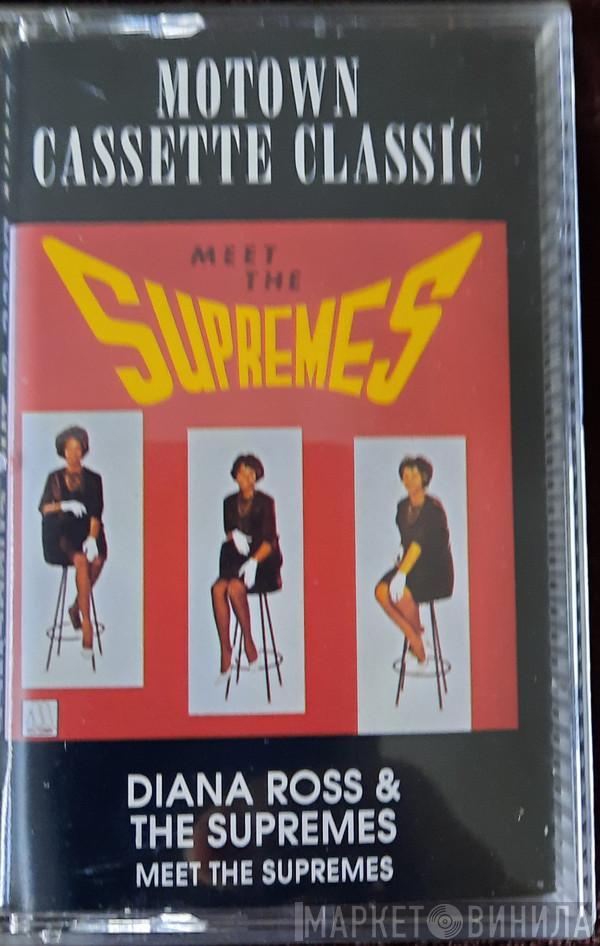 MOTOWN
CASSETTE CLASSIC
MEET
THE
SUPREMES
DIANA ROSS &
THE SUPREMES
MEET THE SUPREMES
МАРКЕТ ВИНИЛА